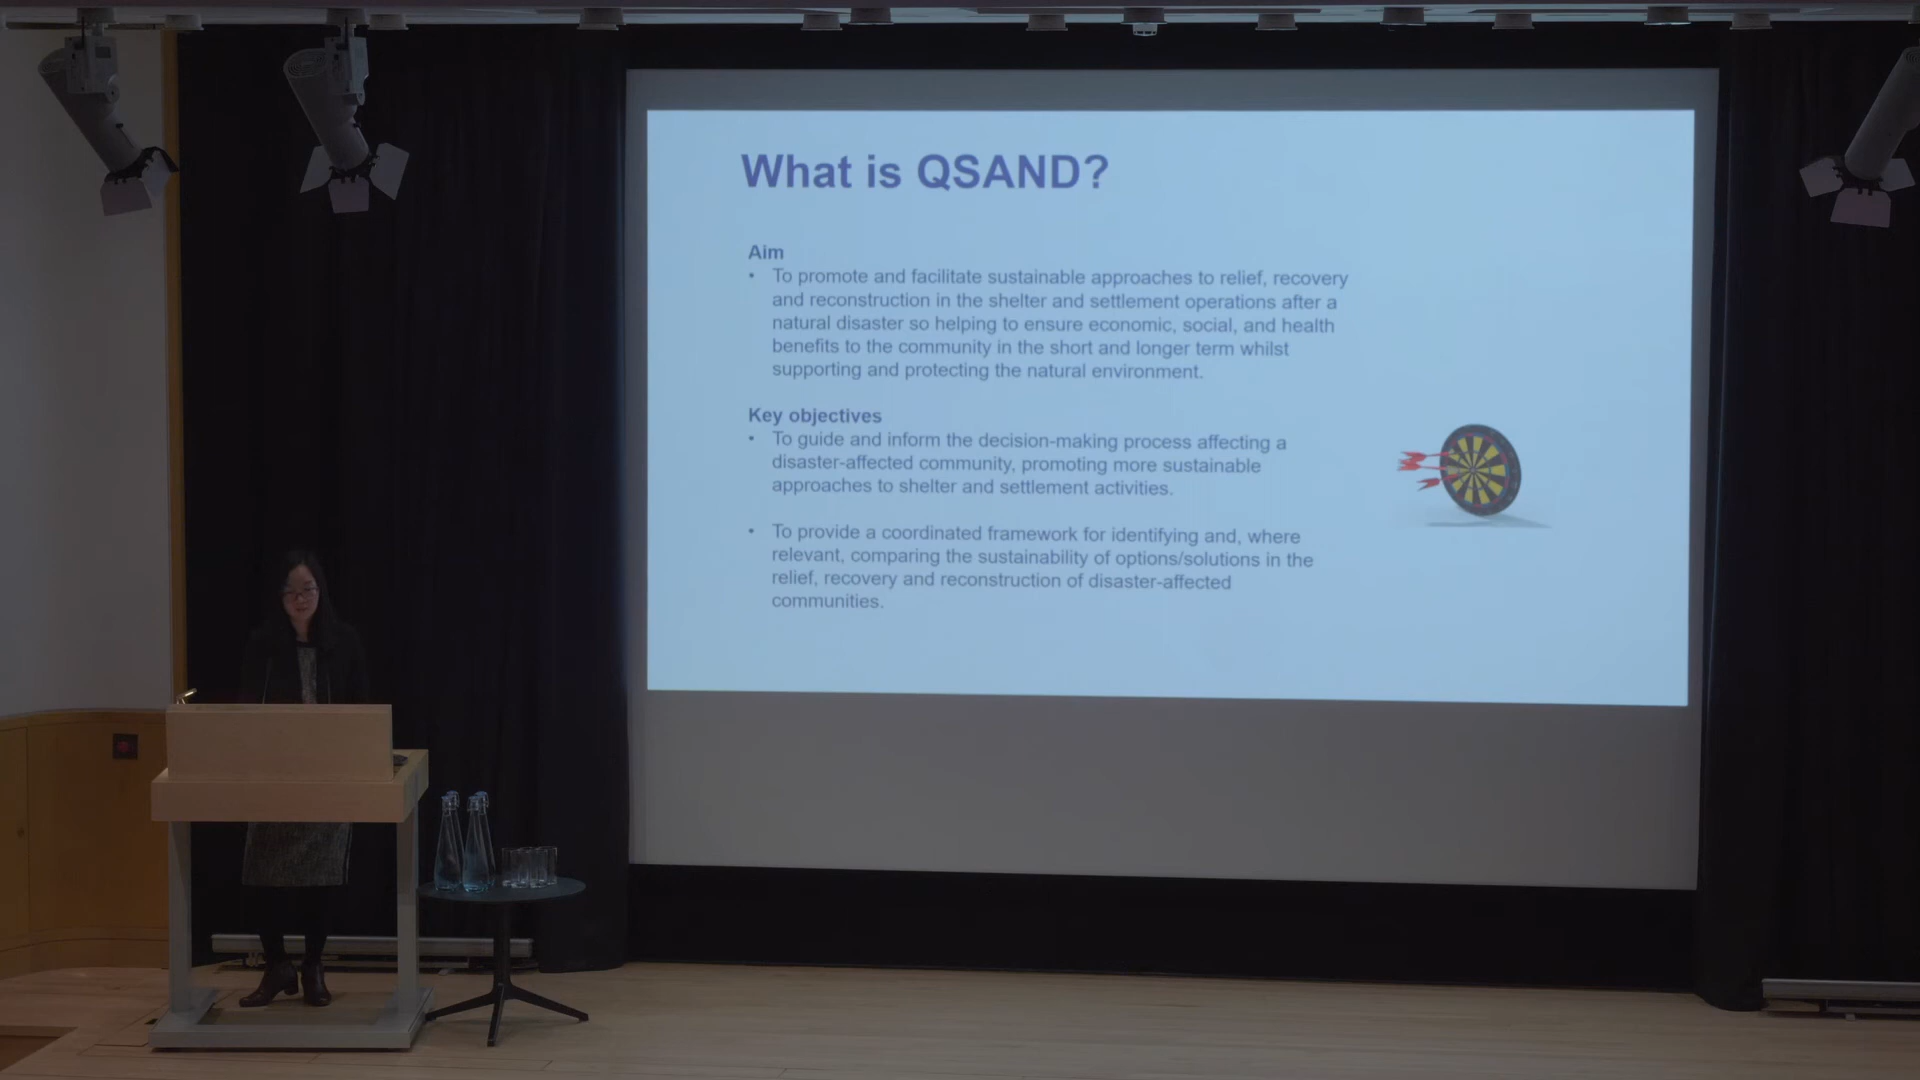 What is QSAND?
Aim
• To promote and facilitate sustainable approaches to relief, recovery
and reconstruction in the shelter and settlement operations after a
natural disaster so helping to ensure economic, social, and health
benefits to the community in the short and longer term whilst
supporting and protecting the natural environment.
Key objectives
• To guide and inform the decision-making process affecting a
disaster-affected community, promoting more sustainable
approaches to shelter and settlement activities.
• To provide a coordinated framework for identifying and, where
relevant, comparing the sustainability of options/solutions in the
relief, recovery and reconstruction of disaster-affected
communities.